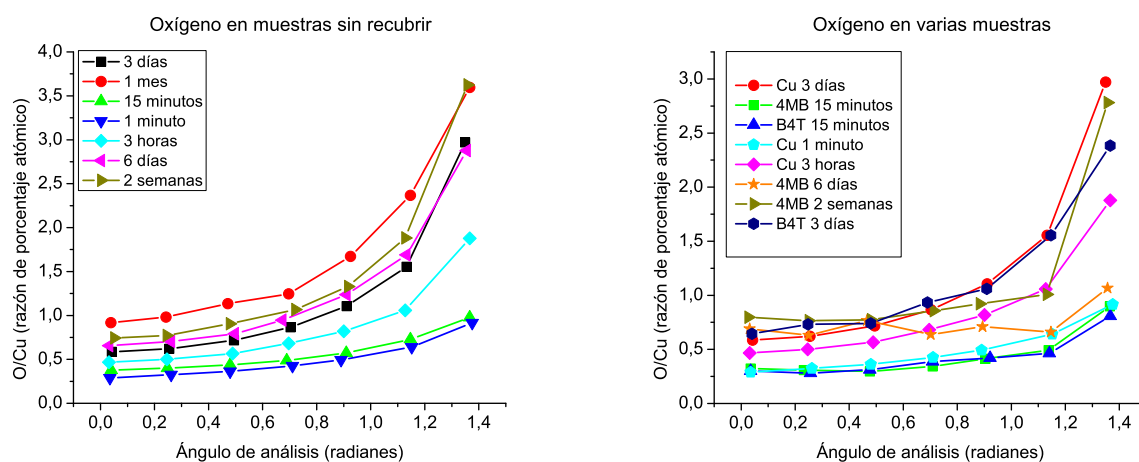 Oxígeno en muestras sin recubrir
4,0
3,5
3,0
2,5
2,0
1,5
1,0
0,5
0,0
O/Cu (razón de porcentaje atómico)
3 días
1 mes
15 minutos
1 minuto
3 horas
6 días
2 semanas
0,0 0,2 0,4 0,6 0,8 1,0 1,2 1,4
Ángulo de análisis (radianes)
Oxígeno en varias muestras
3,0
2,5
2,0
1,5
1,0
0,5
0,0
O/Cu (razón de porcentaje atómico)
Cu 3 días
4MB 15 minutos
B4T 15 minutos
Cu 1 minuto
Cu 3 horas
4MB 6 días
4MB 2 semanas
B4T 3 días
0,0 0,2 0,4 0,6 0,8 1,0 1,2 1,4
Ángulo de análisis (radianes)